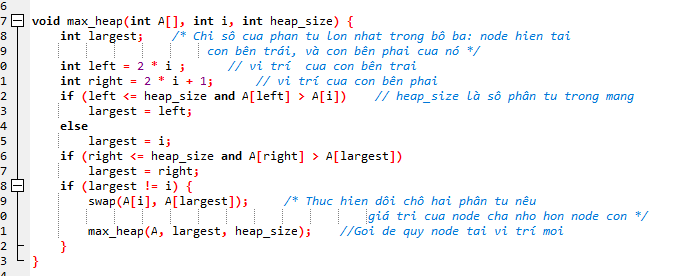 6
7 void max_heap(int A[], int i, int heap_size) {
8 int largest; /* Chi sô cua phan tu lon nhat trong bô ba: node hien tai
9 con bên trái, và con bên phai cua nó */
0 int left = 2 * i ; // vi trí cua con bên trai
1 int right = 2 * i + 1; // vi trí cua con bên phai
2 if (left <= heap_size and A[left] > A[i]) // heap_size là sô phân tu trong mang
3 largest = left;
4 else
5 largest = i;
6 if (right <= heap_size and A[right] > A[largest])
7 largest = right;
8 if (largest != i) {
9 swap(A[i], A[largest]); /* Thuc hien dôi chô hai phân tu nêu
0 giá tri cua node cha nho hon node con */
1 max_heap(A, largest, heap_size); //Goi de quy node tai vi trí moi
2 }
3 }
4